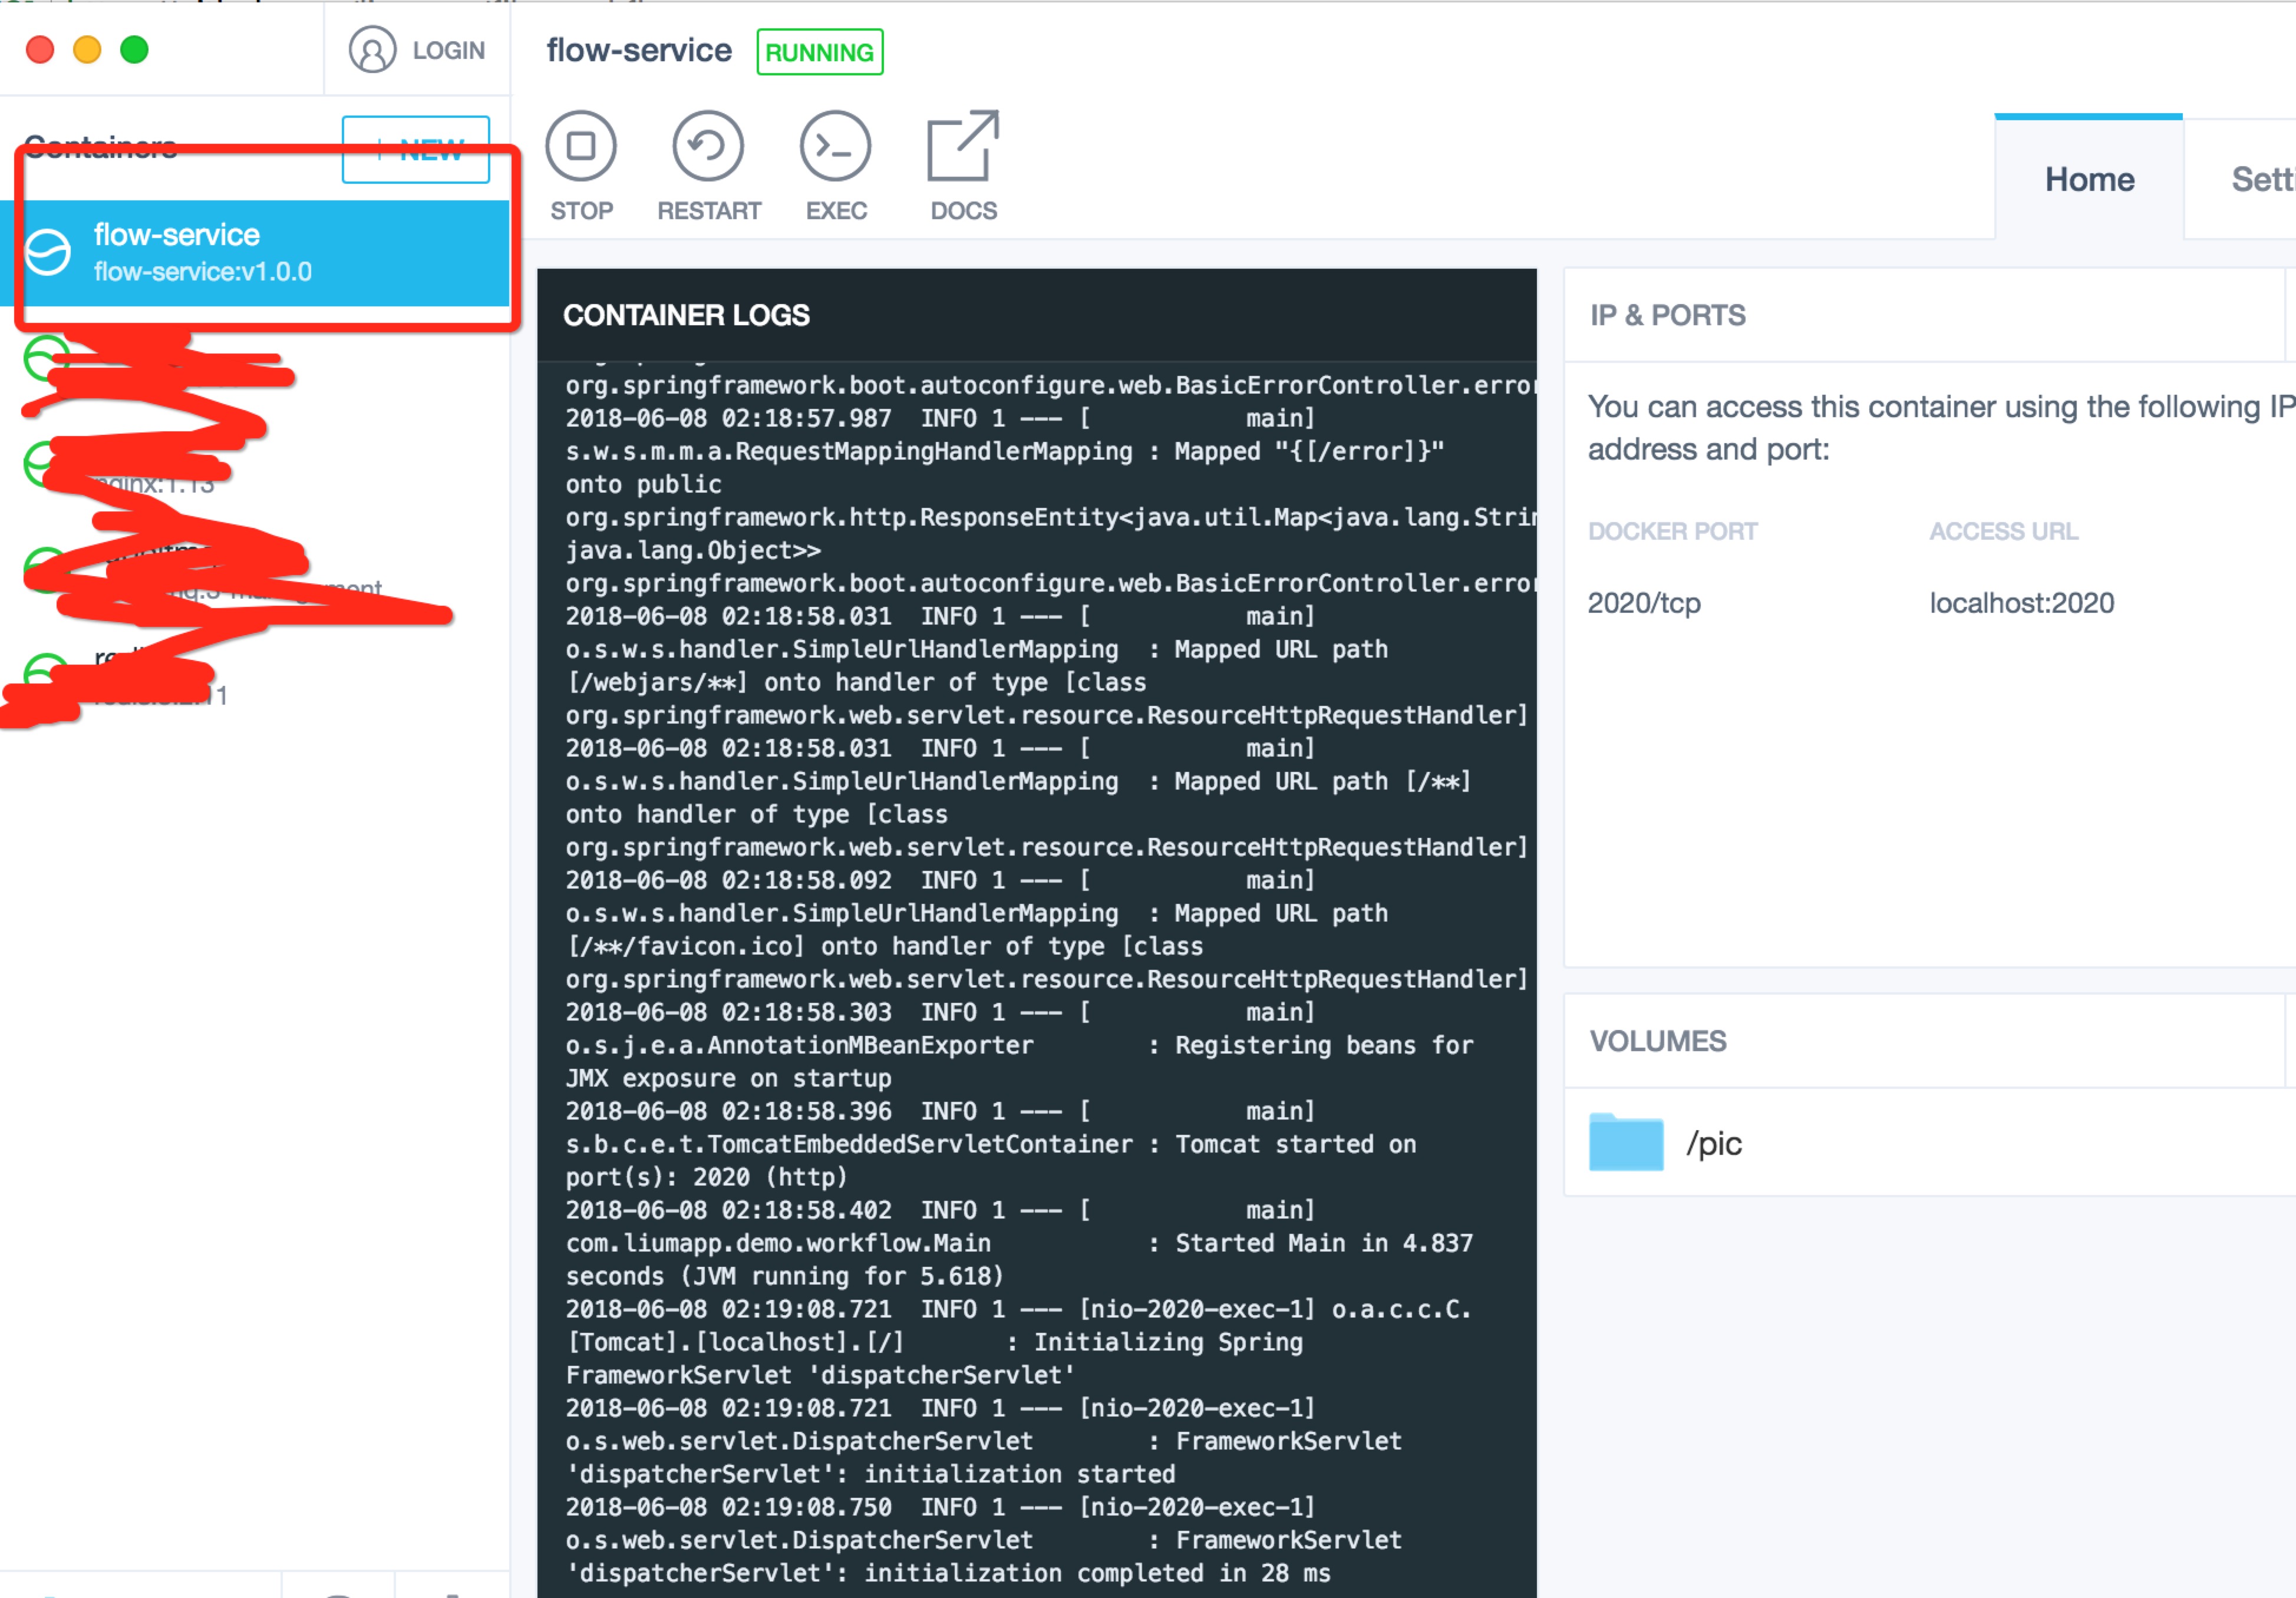 LOGIN
Containers
NEW
flow-service
flow-service:v1.0.0
nginx:1.13
flow-service
RUNNING
STOP
RESTART
EXEC
DOCS
Home
CONTAINER LOGS
org.springframework.boot.autoconfigure.web.BasicErrorController.error
2018-06-08 02:18:57.987  INFO 1 --- [           main]
s.w.s.m.m.a.RequestMappingHandlerMapping : Mapped "{[/error]}"
onto public
org.springframework.http.ResponseEntity<java.util.Map<java.lang.Strin
java.lang.Object>>
org.springframework.boot.autoconfigure.web.BasicErrorController.error
2018-06-08 02:18:58.031  INFO 1 --- [           main]
o.s.w.s.handler.SimpleUrlHandlerMapping  : Mapped URL path
[/webjars/**] onto handler of type [class
org.springframework.web.servlet.resource.ResourceHttpRequestHandler]
2018-06-08 02:18:58.031  INFO 1 --- [           main]
o.s.w.s.handler.SimpleUrlHandlerMapping  : Mapped URL path [/**]
onto handler of type [class
org.springframework.web.servlet.resource.ResourceHttpRequestHandler]
2018-06-08 02:18:58.092  INFO 1 --- [           main]
o.s.w.s.handler.SimpleUrlHandlerMapping  : Mapped URL path
[/**/favicon.ico] onto handler of type [class
org.springframework.web.servlet.resource.ResourceHttpRequestHandler]
2018-06-08 02:18:58.303  INFO 1 --- [           main]
o.s.j.e.a.AnnotationMBeanExporter        : Registering beans for
JMX exposure on startup
2018-06-08 02:18:58.396  INFO 1 --- [           main]
s.b.c.e.t.TomcatEmbeddedServletContainer : Tomcat started on
port(s): 2020 (http)
2018-06-08 02:18:58.402  INFO 1 --- [           main]
com.liumapp.demo.workflow.Main           : Started Main in 4.837
seconds (JVM running for 5.618)
2018-06-08 02:19:08.721  INFO 1 --- [nio-2020-exec-1] o.a.c.c.C.
[Tomcat].[localhost].[/]       : Initializing Spring
FrameworkServlet 'dispatcherServlet'
2018-06-08 02:19:08.721  INFO 1 --- [nio-2020-exec-1]
o.s.web.servlet.DispatcherServlet        : FrameworkServlet
'dispatcherServlet': initialization started
2018-06-08 02:19:08.750  INFO 1 --- [nio-2020-exec-1]
o.s.web.servlet.DispatcherServlet        : FrameworkServlet
'dispatcherServlet': initialization completed in 28 ms
IP & PORTS
You can access this container using the following IP
address and port:
DOCKER PORT
ACCESS URL
2020/tcp
localhost:2020
VOLUMES
/pic